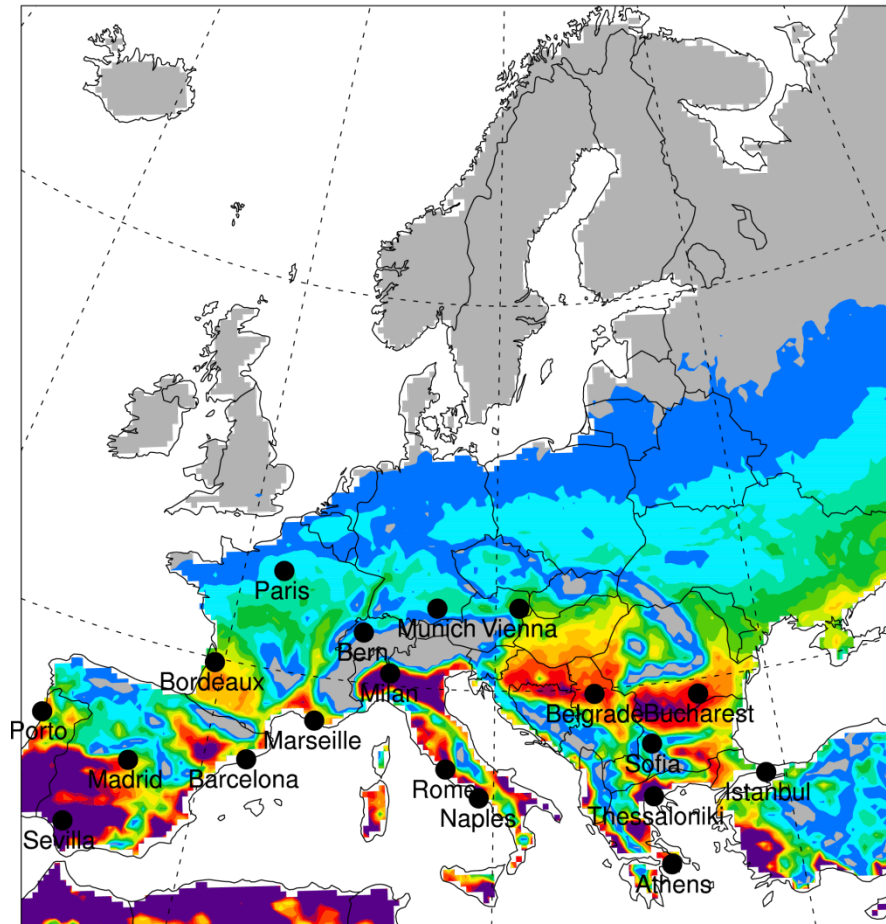 Paris
Munich Vienna
Bern
Bordeaux
Milan
Porto
Belgrade Bucharest
Marseille
Madrid
Barcelona
Sofia
Rome
Istanbul
Naples
Thessaloniki
Sevilla
Athens